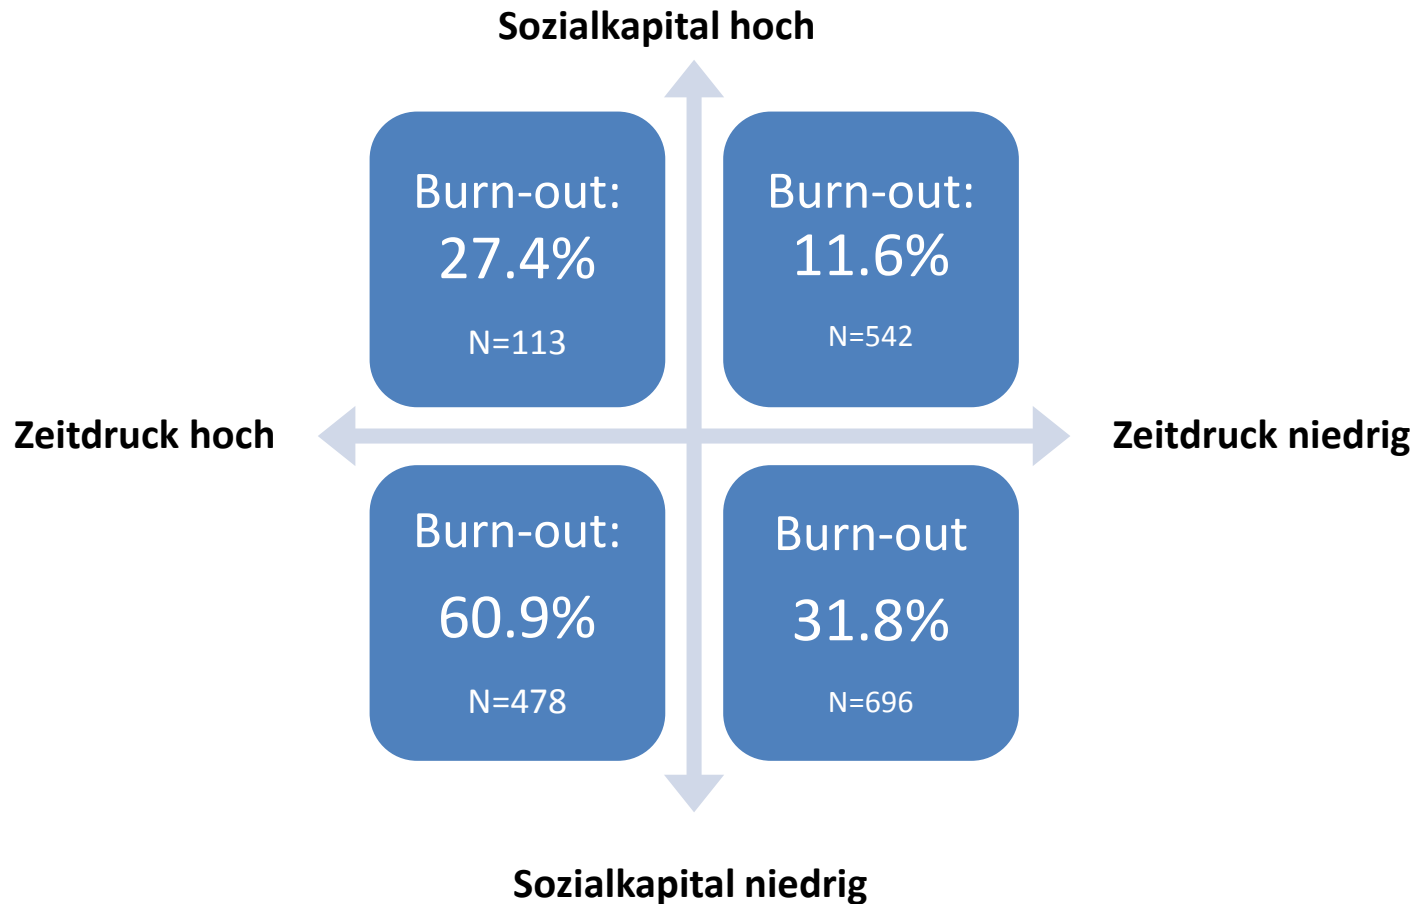 Sozialkapital hoch
Burn-out:
27.4%
N=113
Burn-out:
11.6%
N=542
Zeitdruck hoch
Zeitdruck niedrig
Burn-out:
60.9%
N=478
Burn-out
31.8%
N=696
Sozialkapital niedrig